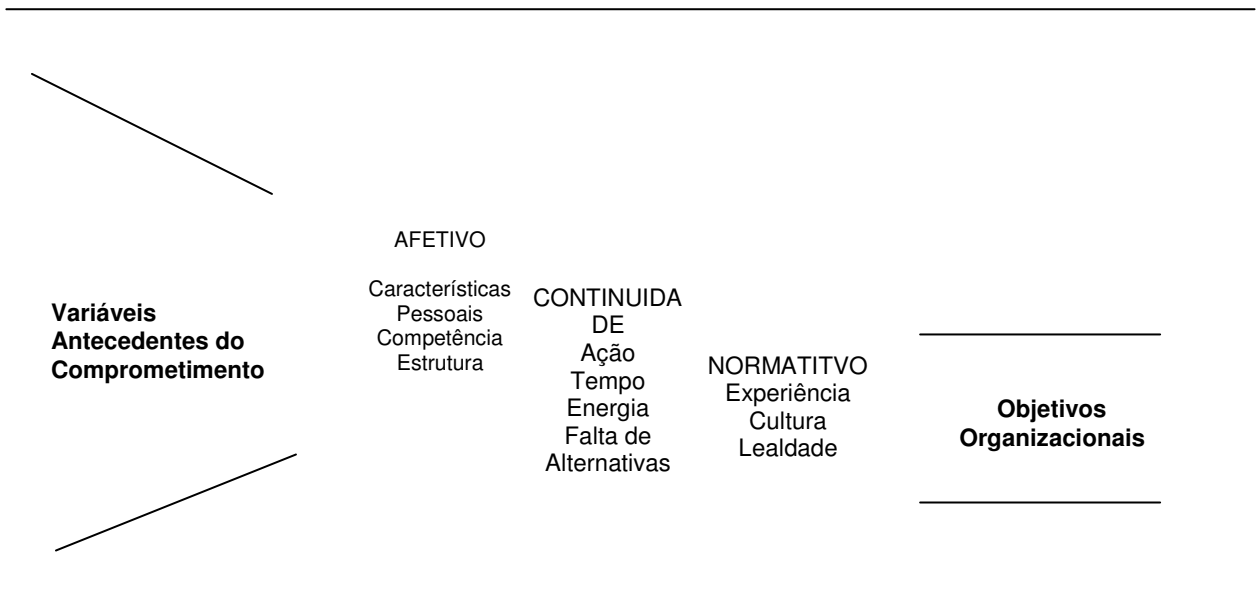 Variáveis
Antecedentes do
Comprometimento
AFETIVO
Características
Pessoais
Competência
Estrutura
CONTINUIDA
DE
Ação
Tempo
Energia
Falta de
Alternativas
NORMATITVO
Experiência
Cultura
Lealdade
Objetivos
Organizacionais